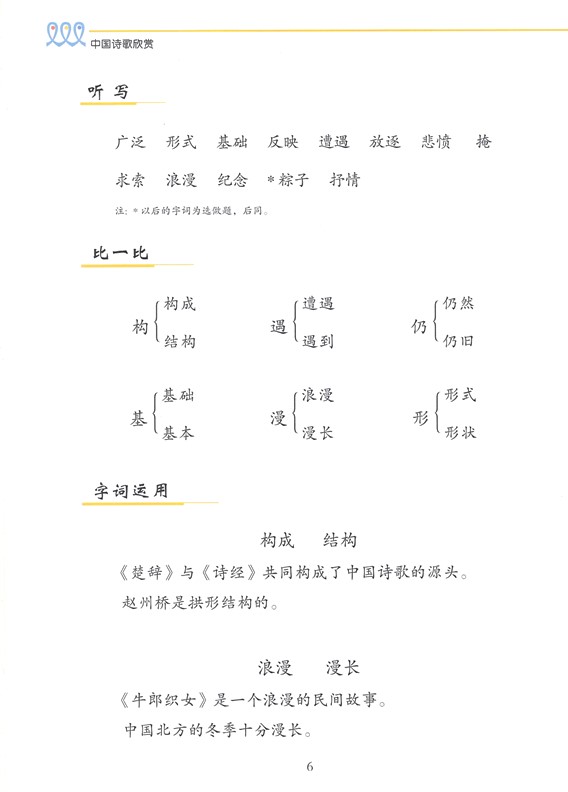 中国诗歌欣赏
听写
广泛 形式 基础 反映 遭遇 放逐 悲愤 掩
求索 浪漫 纪念 *粽子 抒情
注：*以后的字词为选做题，后同。
比一比
构成 遭遇 仍然
构 遇 仍
结构 遇到 仍旧
基础 浪漫 形式
基 漫 形
基本 漫长 形状
字词运用
构成 结构
《楚辞》与《诗经》共同构成了中国诗歌的源头。
赵州桥是拱形结构的。
浪漫 漫长
《牛郎织女》是一个浪漫的民间故事。
中国北方的冬季十分漫长。
6